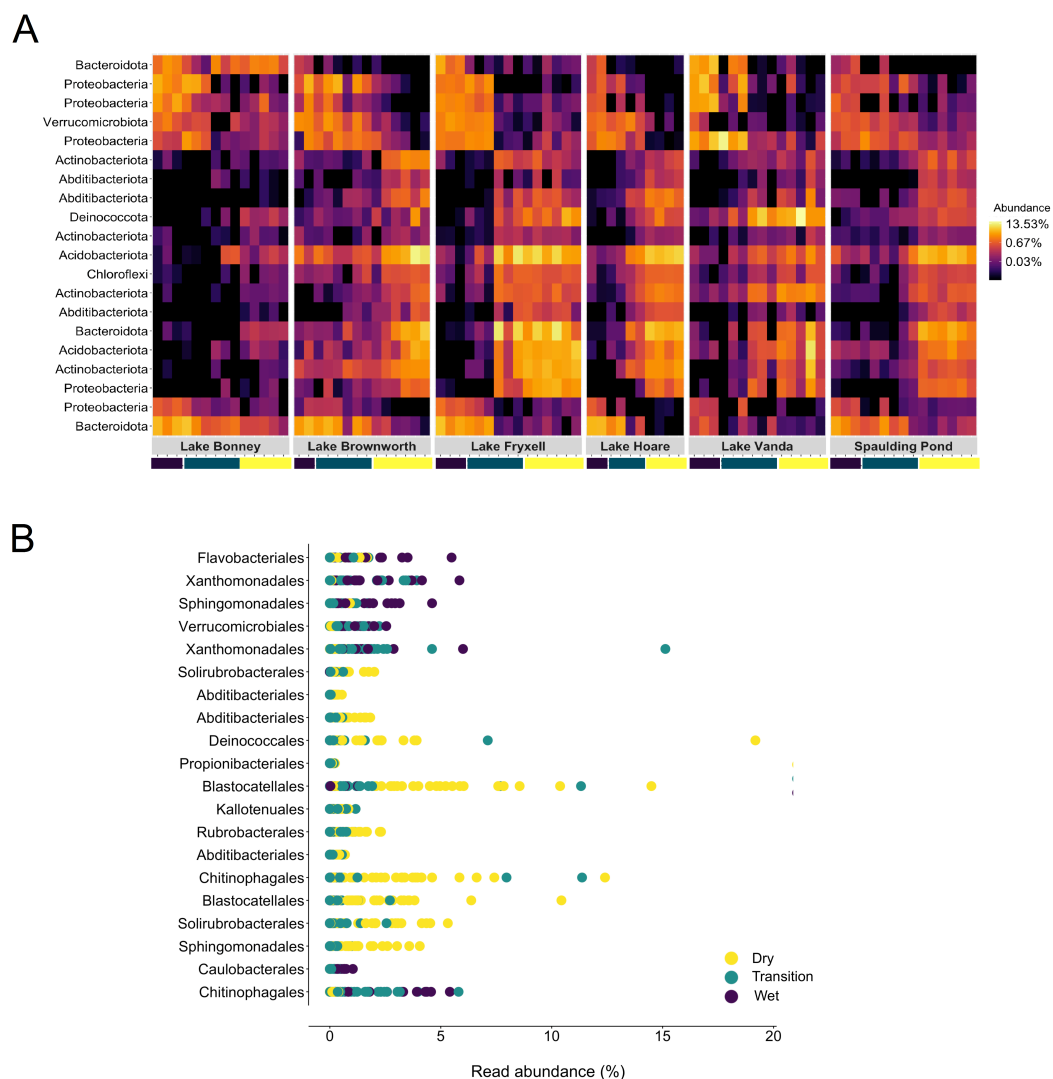 A
Bacteroidota
Proteobacteria
Proteobacteria
Verrucomicrobiota
Proteobacteria
Actinobacteriota
Abditibacteriota
Abditibacteriota
Deinococcota
Actinobacteriota
Acidobacteriota
Chloroflexi
Actinobacteriota
Abditibacteriota
Bacteroidota
Acidobacteriota
Actinobacteriota
Proteobacteria
Proteobacteria
Bacteroidota
Lake Bonney Lake Brownworth Lake Fryxell Lake Hoare Lake Vanda Spaulding Pond
Abundance
13.53%
0.67%
0.03%
B
Flavobacteriales
Xanthomonadales
Sphingomonadales
Verrucomicrobiales
Xanthomonadales
Solirubrobacterales
Abditibacteriales
Abditibacteriales
Deinococcales
Propionibacteriales
Blastocatellales
Kallotenuales
Rubrobacterales
Abditibacteriales
Chitinophagales
Blastocatellales
Solirubrobacterales
Sphingomonadales
Caulobacterales
Chitinophagales
Dry
Transition
Wet
0 5 10 15 20
Read abundance (%)